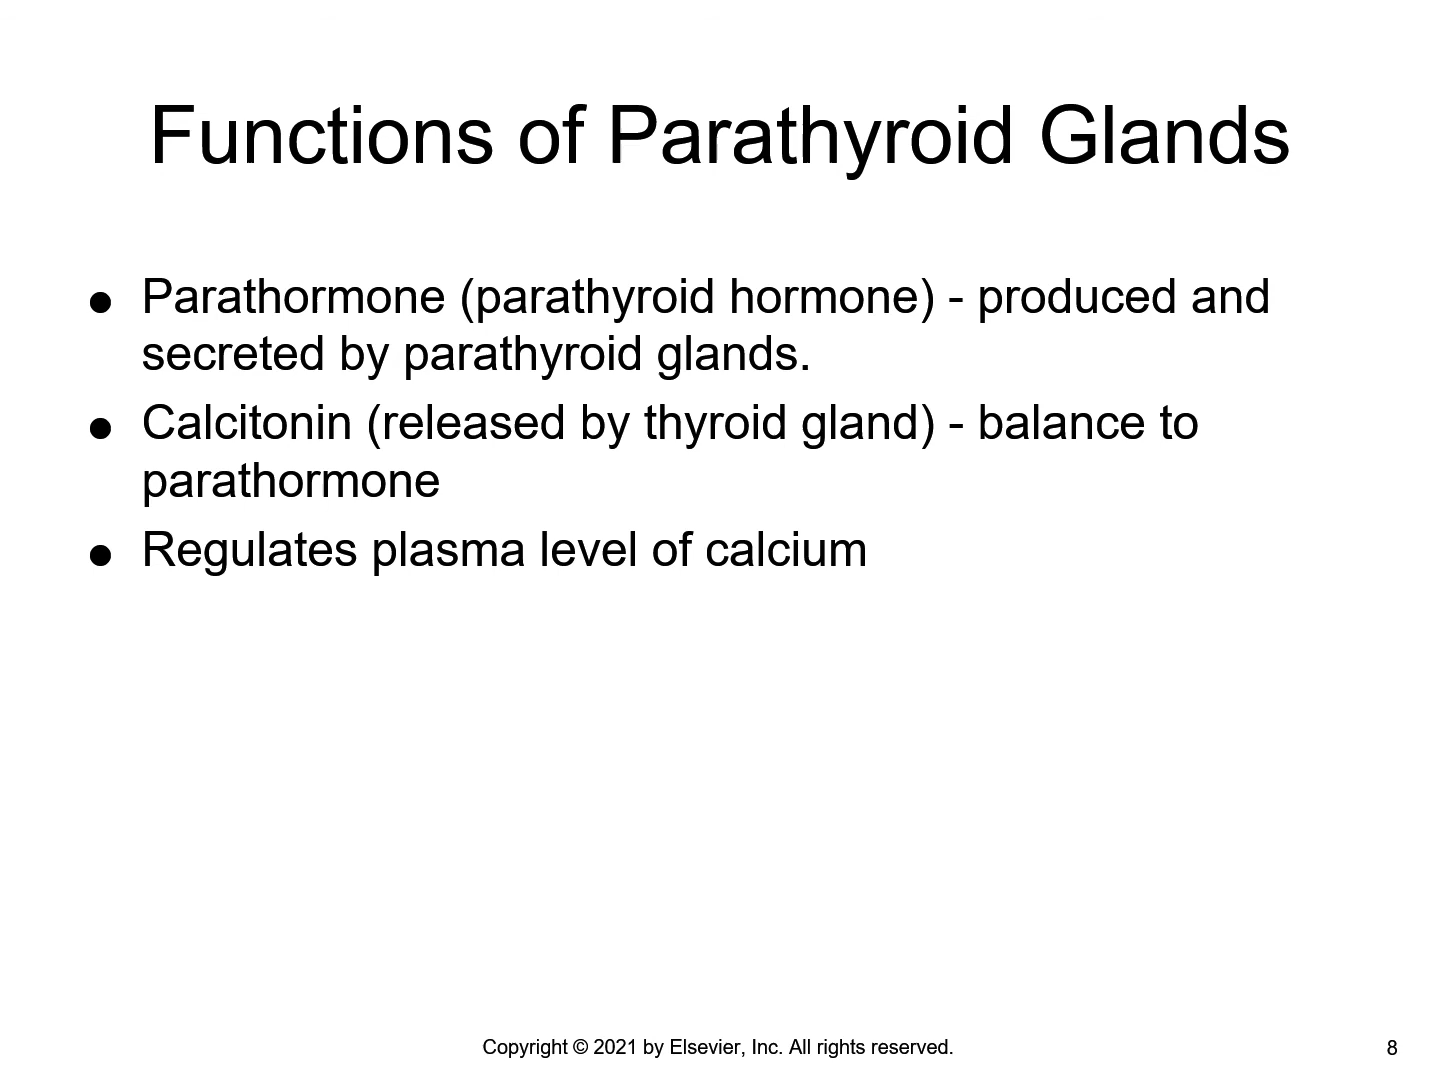 Functions of Parathyroid Glands
● Parathormone (parathyroid hormone) - produced and
secreted by parathyroid glands.
● Calcitonin (released by thyroid gland) - balance to
parathormone
● Regulates plasma level of calcium
Copyright © 2021 by Elsevier, Inc. All rights reserved.
8